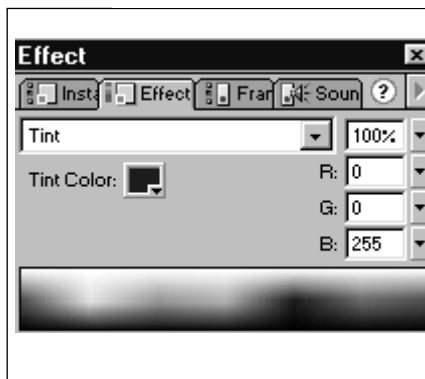 Effect
Insta Effect Fran Soun ?
Tint 100%
Tint Color: R: 0
G: 0
B: 255